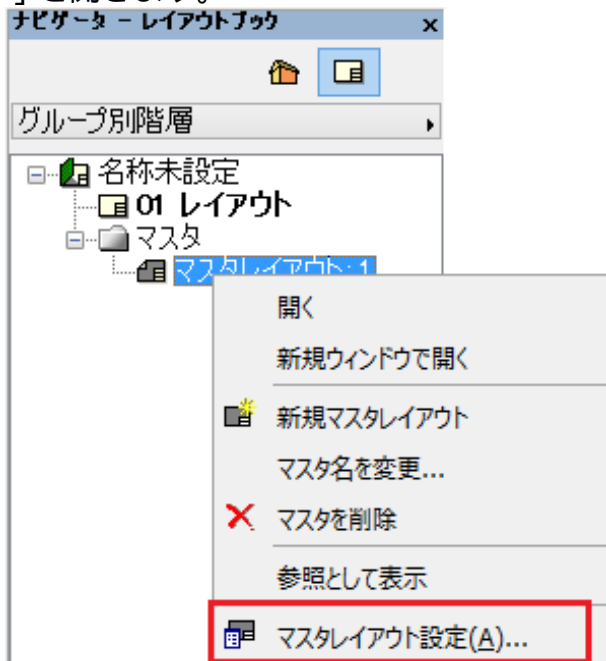 」を開きます。
ナビゲータ - レイアウトブック
x
グループ別階層
名称未設定
01 レイアウト
マスタ
マスタレイアウト:1
開く
新規ウィンドウで開く
新規マスタレイアウト
マスタ名を変更...
マスタを削除
参照として表示
マスタレイアウト設定(A)...